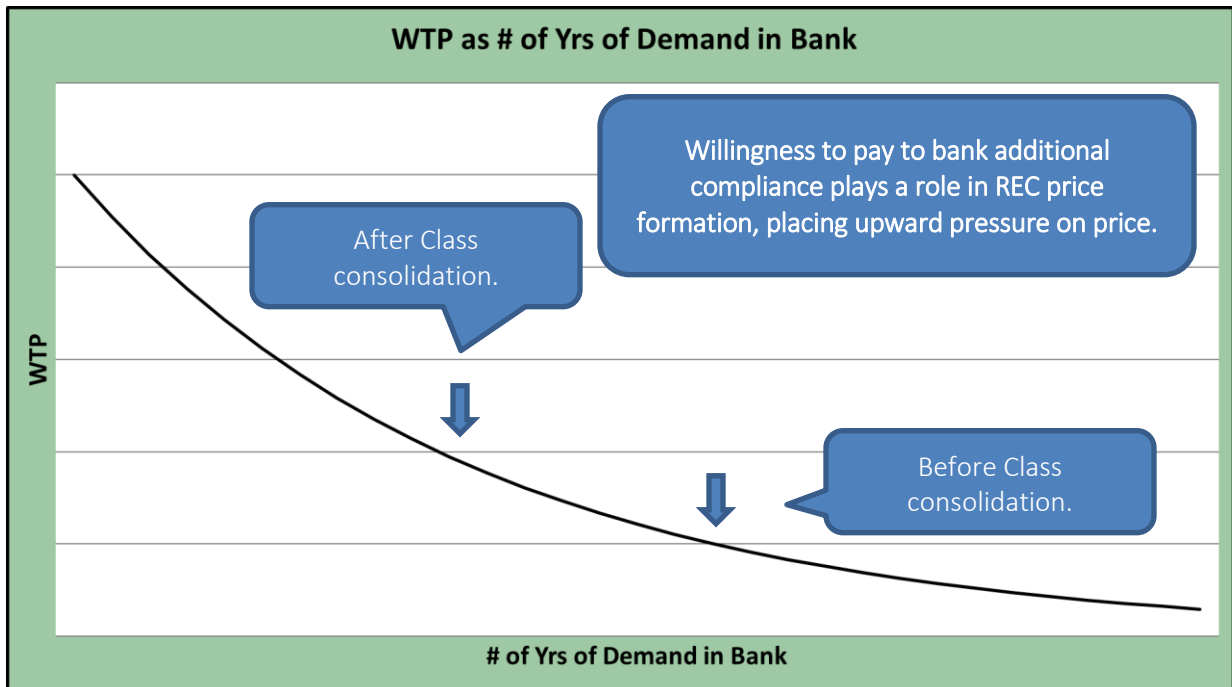 WTP as # of Yrs of Demand in Bank
Willingness to pay to bank additional
compliance plays a role in REC price
formation, placing upward pressure on price.
After Class
consolidation.
WTP
Before Class
consolidation.
# of Yrs of Demand in Bank